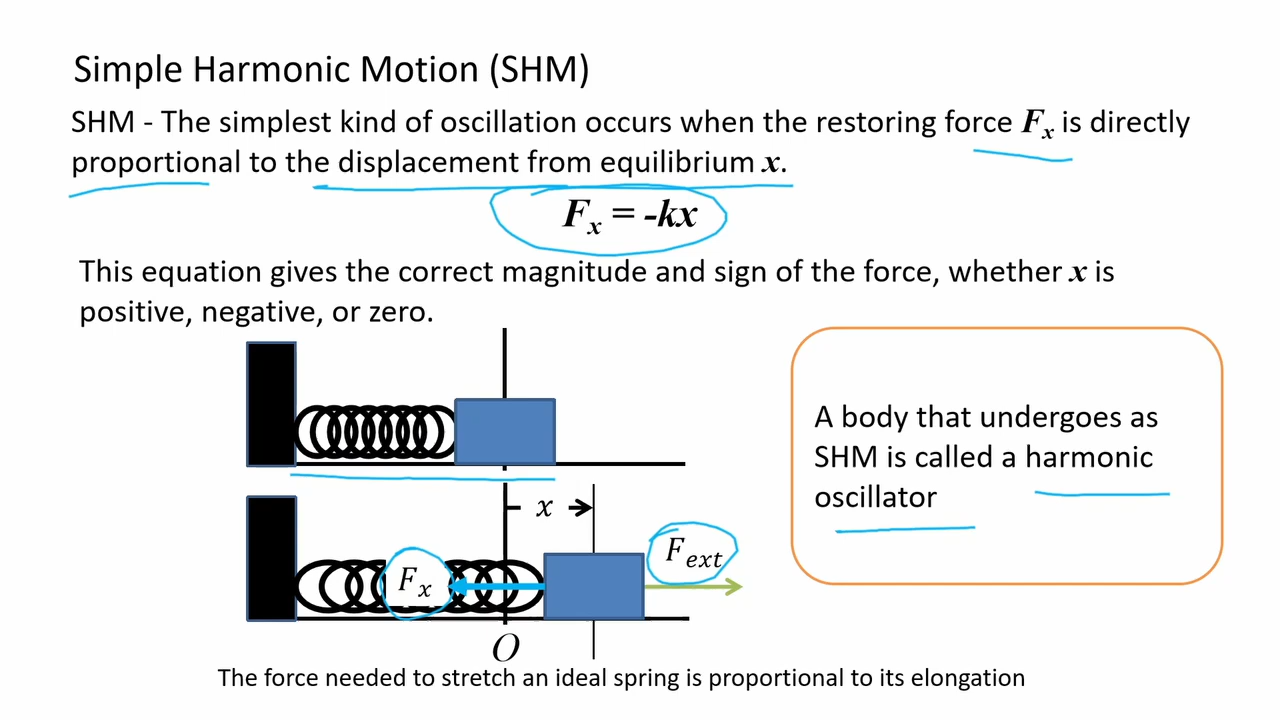 Simple Harmonic Motion (SHM)
SHM - The simplest kind of oscillation occurs when the restoring force Fx is directly
proportional to the displacement from equilibrium x.
Fx = -kx
This equation gives the correct magnitude and sign of the force, whether x is
positive, negative, or zero.
A body that undergoes as
SHM is called a harmonic
oscillator
x
Fext
Fx
O
The force needed to stretch an ideal spring is proportional to its elongation